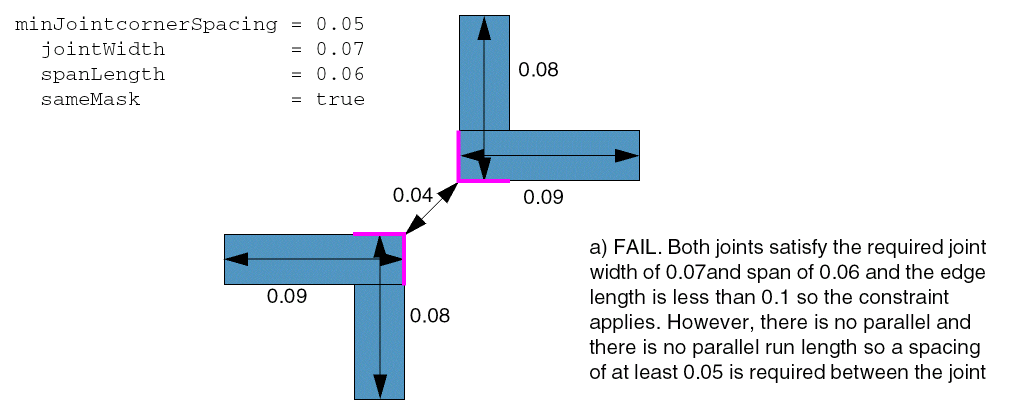 minJointcornerSpacing = 0.05
jointWidth = 0.07
spanLength = 0.06
sameMask = true
0.08
0.04
0.09
0.09
0.08
a) FAIL. Both joints satisfy the required joint
width of 0.07and span of 0.06 and the edge
length is less than 0.1 so the constraint
applies. However, there is no parallel and
there is no parallel run length so a spacing
of at least 0.05 is required between the joint